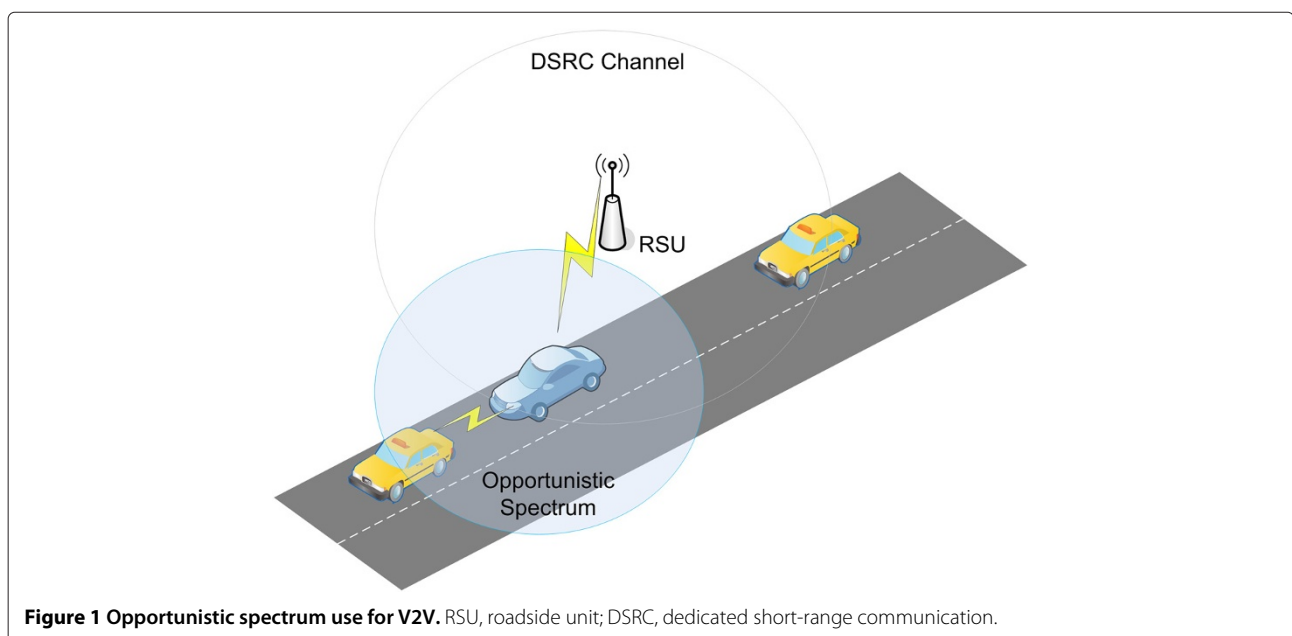 DSRC Channel
RSU
Opportunistic
Spectrum
Figure 1 Opportunistic spectrum use for V2V. RSU, roadside unit; DSRC, dedicated short-range communication.